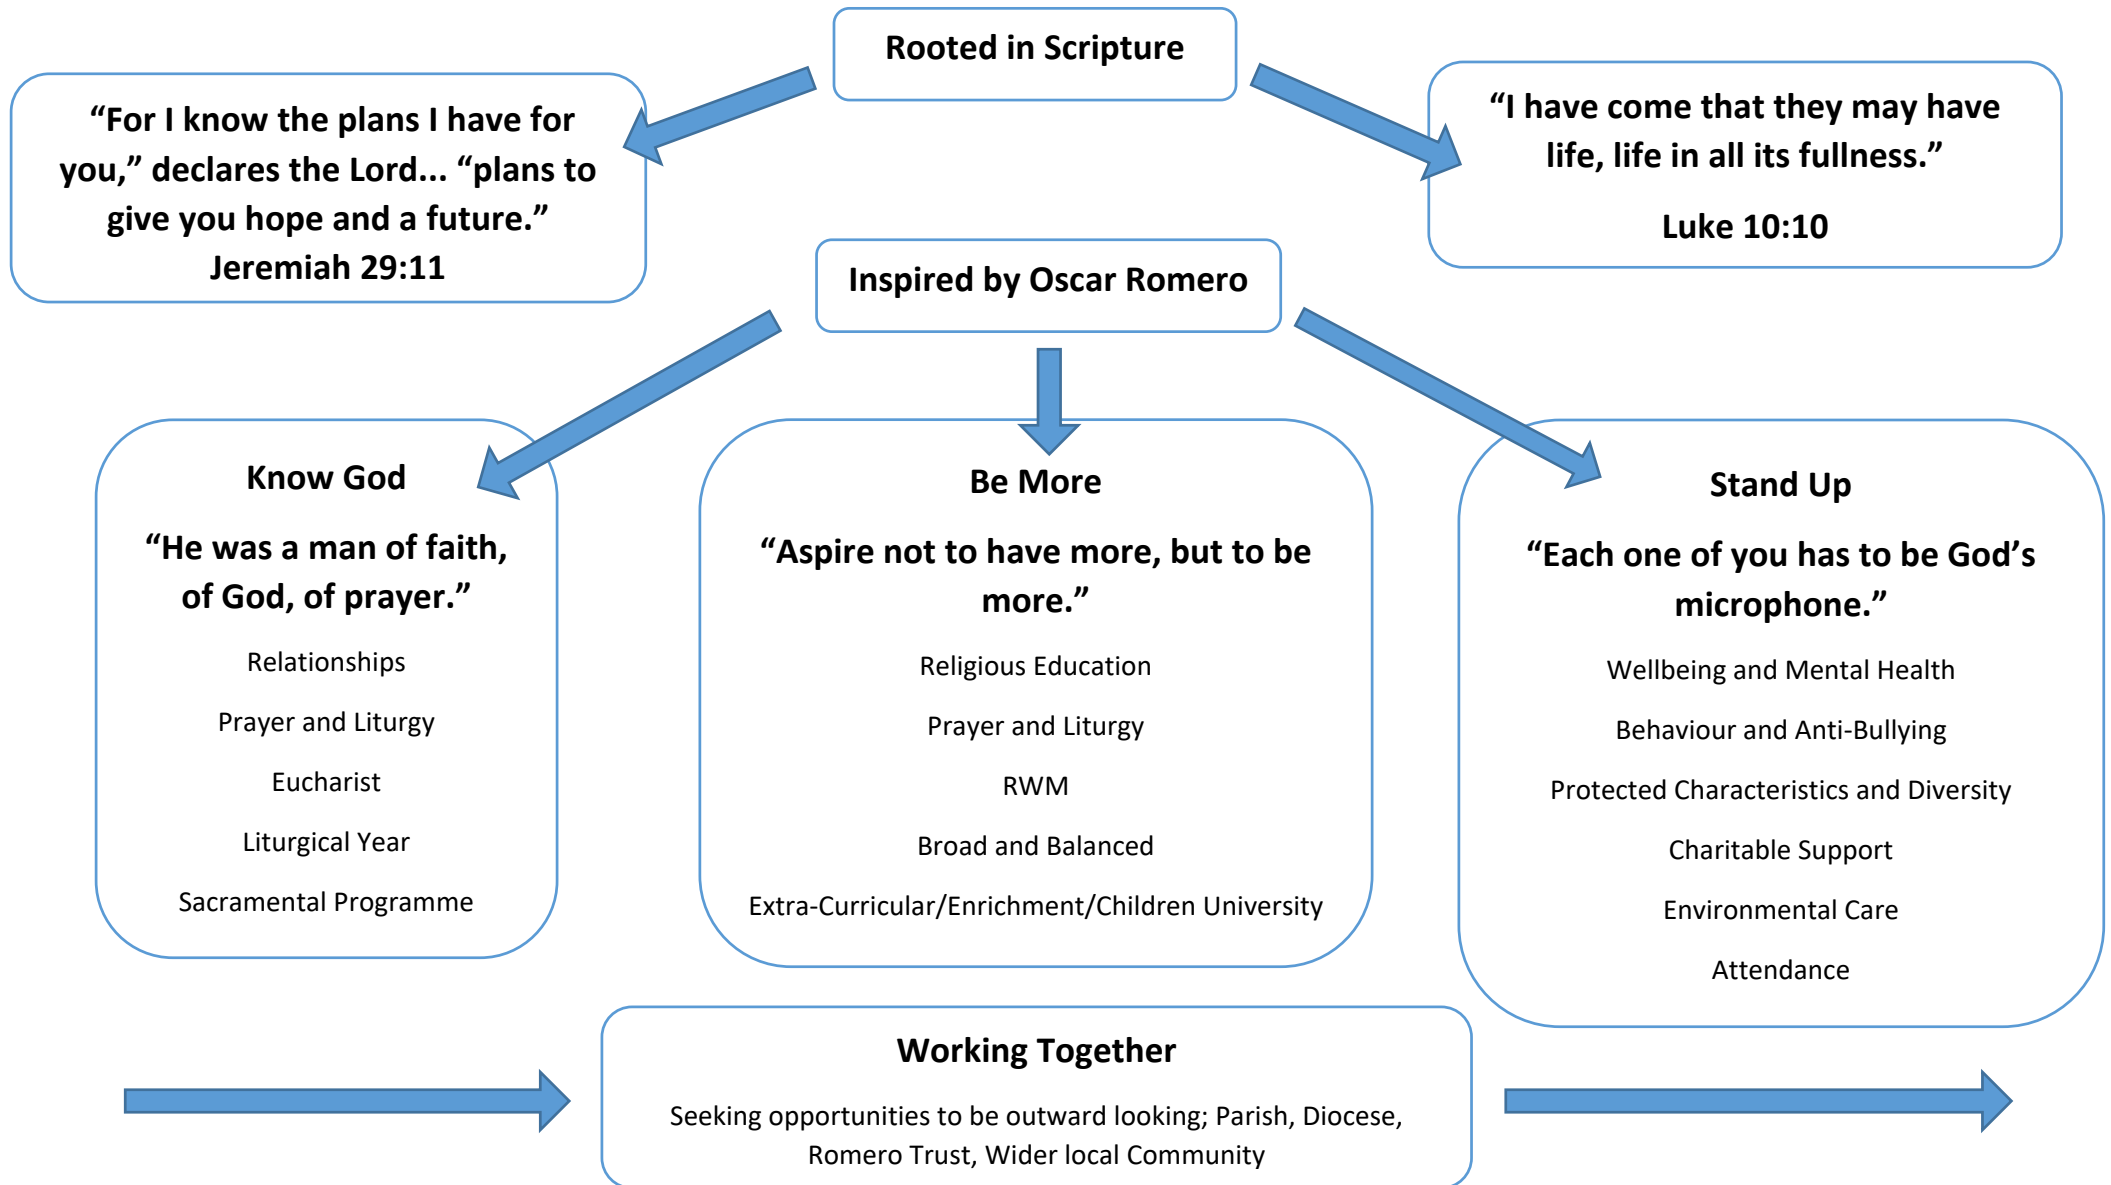 Rooted in Scripture
“For I know the plans I have for
you,” declares the Lord... “plans to
give you hope and a future.”
Jeremiah 29:11
“I have come that they may have
life, life in all its fullness.”
Luke 10:10
Inspired by Oscar Romero
Know God
“He was a man of faith,
of God, of prayer.”
Relationships
Prayer and Liturgy
Eucharist
Liturgical Year
Sacramental Programme
Be More
“Aspire not to have more, but to be
more.”
Religious Education
Prayer and Liturgy
RWM
Broad and Balanced
Extra-Curricular/Enrichment/Children University
Stand Up
“Each one of you has to be God’s
microphone.”
Wellbeing and Mental Health
Behaviour and Anti-Bullying
Protected Characteristics and Diversity
Charitable Support
Environmental Care
Attendance
Working Together
Seeking opportunities to be outward looking; Parish, Diocese,
Romero Trust, Wider local Community